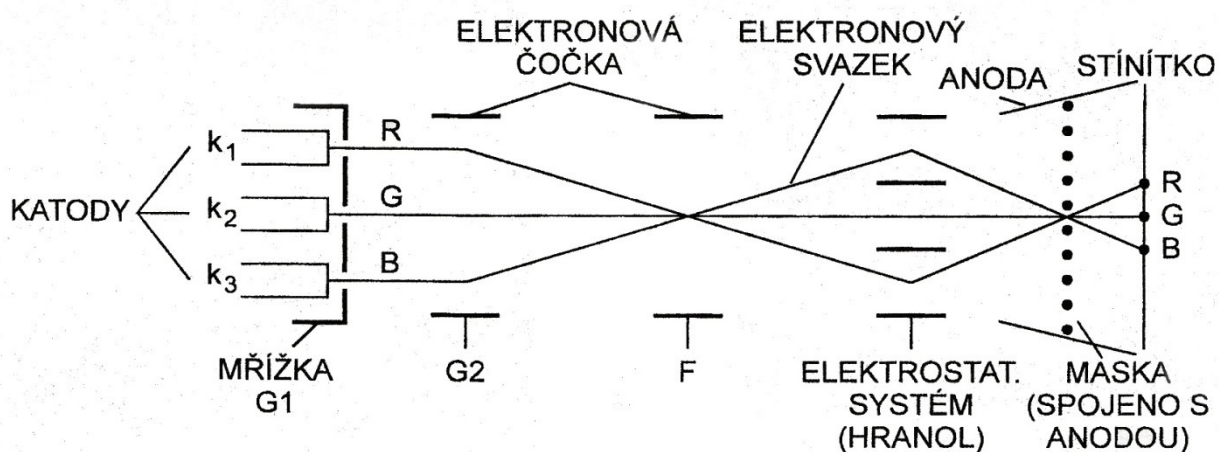 ELEKTRONOVÁ
ČOČKA
ELEKTRONOVÝ
SVAZEK
ANODA
STÍNÍTKO
KATODY
k1
k2
k3
R
G
B
R
G
B
MŘÍŽKA
G1
G2
F
ELEKTROSTAT.
SYSTÉM
(HRANOL)
MASKA
(SPOJENO S
ANODOU)